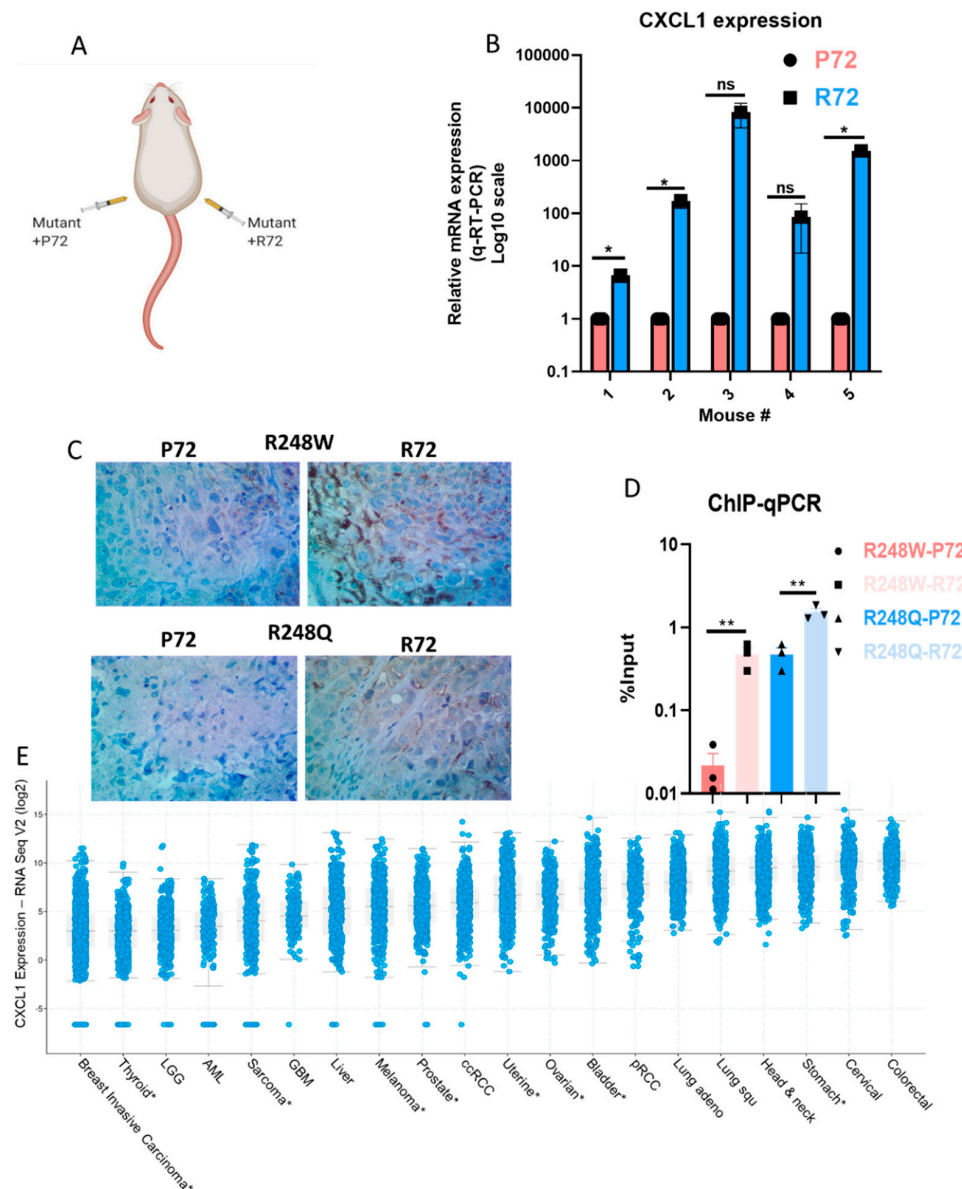 A
Mutant
+P72
Mutant
+R72
B
CXCL1 expression
P72
R72
Relative mRNA expression
(q-RT-PCR)
Log10 scale
100000
10000
1000
100
10
1
0.1
*
*
ns
ns
*
1
2
3
4
5
Mouse #
C
R248W
P72
R72
R248Q
P72
R72
D
ChIP-qPCR
%Input
10
1
0.1
0.01
**
**
R248W-P72
R248W-R72
R248Q-P72
R248Q-R72
E
CXCL1 Expression – RNA Seq V2 (log2)
15
10
5
0
-5
Breast Invasive Carcinoma*
Thyroid*
LGG
AML
Sarcoma*
GBM
Liver
Melanoma*
Prostate*
ccRCC
Uterine*
Ovarian*
Bladder*
pRCC
Lung adeno
Lung squ
Head & neck
Stomach*
Cervical
Colorectal